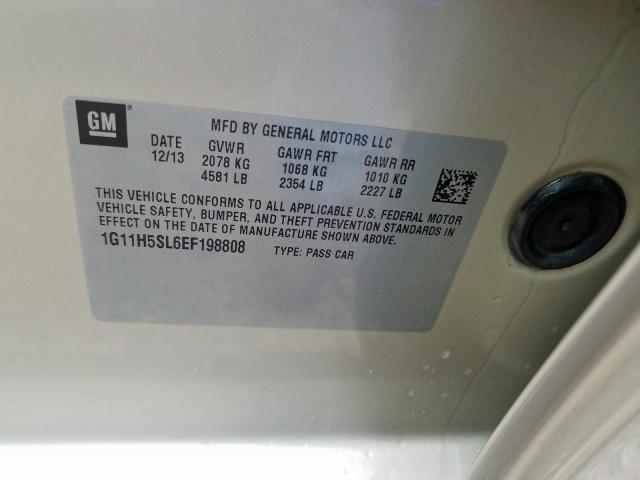 GM
MFD BY GENERAL MOTORS LLC
DATE GVWR GAWR FRT GAWR RR
12/13 2078 KG 1068 KG 1010 KG
4581 LB 2354 LB 2227 LB
THIS VEHICLE CONFORMS TO ALL APPLICABLE U.S. FEDERAL MOTOR
VEHICLE SAFETY, BUMPER, AND THEFT PREVENTION STANDARDS IN
EFFECT ON THE DATE OF MANUFACTURE SHOWN ABOVE.
1G11H5SL6EF198808 TYPE: PASS CAR